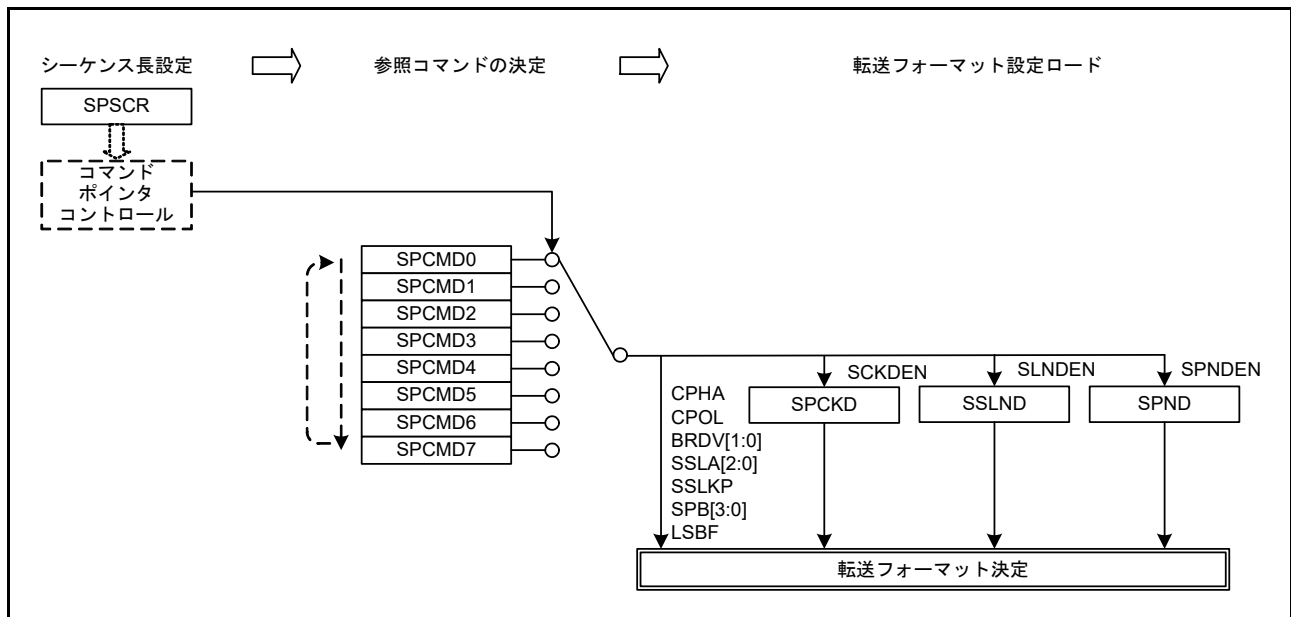 シーケンス長設定
参照コマンドの決定
転送フォーマット設定ロード
SPSCR
コマンド
ポインタ
コントロール
SPCMD0
SPCMD1
SPCMD2
SPCMD3
SPCMD4
SPCMD5
SPCMD6
SPCMD7
CPHA
CPOL
BRDV[1:0]
SSLA[2:0]
SSLKP
SPB[3:0]
LSBF
SCKDEN
SPCKD
SLNDEN
SSLND
SPNDEN
SPND
転送フォーマット決定